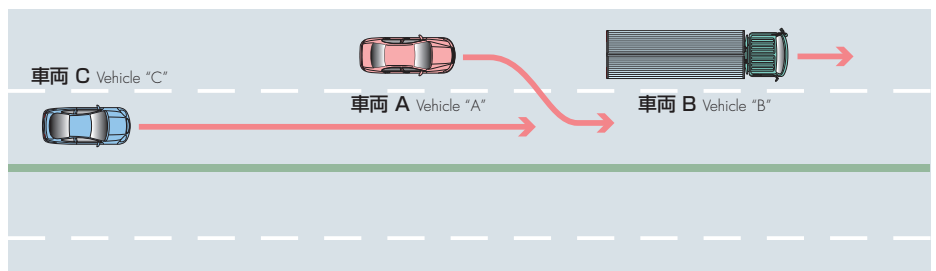 車両 C Vehicle “C”
車両 A Vehicle “A”
車両 B Vehicle “B”